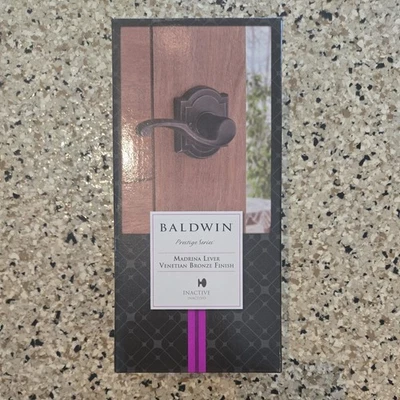 BALDWIN
Prestige Series
MADRINA LEVER
VENETIAN BRONZE FINISH
INACTIVE